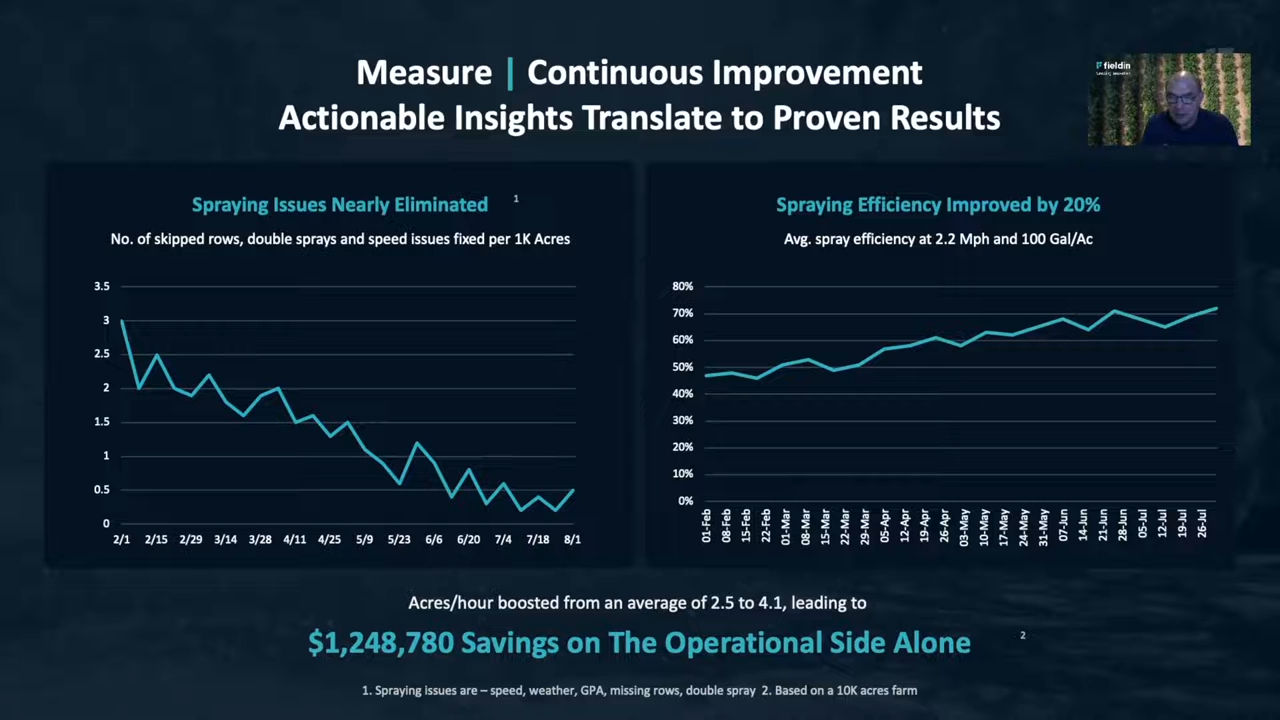 Measure | Continuous Improvement
Actionable Insights Translate to Proven Results
fieldin
Spraying Issues Nearly Eliminated 1
No. of skipped rows, double sprays and speed issues fixed per 1K Acres
3.5
3
2.5
2
1.5
1
0.5
0
2/1 2/15 2/29 3/14 3/28 4/11 4/25 5/9 5/23 6/6 6/20 7/4 7/18 8/1
Spraying Efficiency Improved by 20%
Avg. spray efficiency at 2.2 Mph and 100 Gal/Ac
80%
70%
60%
50%
40%
30%
20%
10%
0%
01-Feb 08-Feb 15-Feb 22-Feb 01-Mar 08-Mar 15-Mar 22-Mar 29-Mar 05-Apr 12-Apr 19-Apr 26-Apr 03-May 10-May 17-May 24-May 31-May 07-Jun 14-Jun 21-Jun 28-Jun 05-Jul 12-Jul 19-Jul 26-Jul
Acres/hour boosted from an average of 2.5 to 4.1, leading to
$1,248,780 Savings on The Operational Side Alone 2
1. Spraying issues are – speed, weather, GPA, missing rows, double spray 2. Based on a 10K acres farm